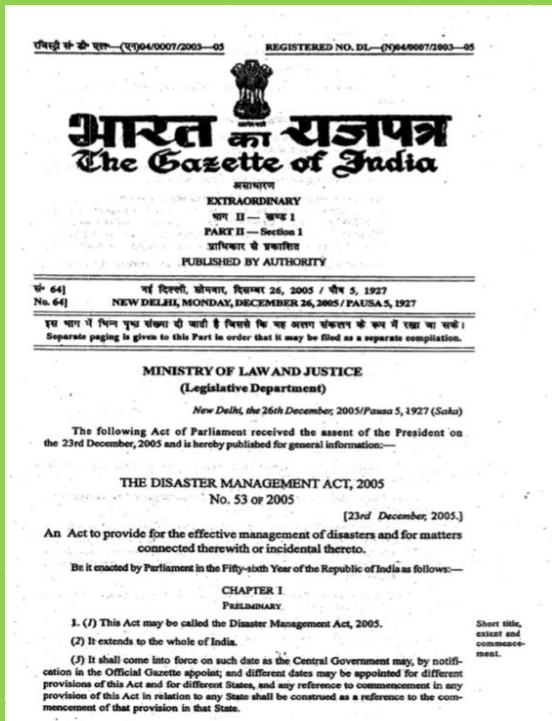 रजिस्ट्री सं॰ डी॰ एल॰—(एन)04/0007/2003—05 REGISTERED NO. DL—(N)04/0007/2003—05
भारत का राजपत्र
The Gazette of India
असाधारण
EXTRAORDINARY
भाग II — खण्ड 1
PART II — Section 1
प्राधिकार से प्रकाशित
PUBLISHED BY AUTHORITY
सं॰ 64] नई दिल्ली, सोमवार, दिसम्बर 26, 2005 / पौष 5, 1927
No. 64] NEW DELHI, MONDAY, DECEMBER 26, 2005 / PAUSA 5, 1927
इस भाग में भिन्न पृष्ठ संख्या दी जाती है जिससे कि यह अलग संकलन के रूप में रखा जा सके।
Separate paging is given to this Part in order that it may be filed as a separate compilation.
MINISTRY OF LAW AND JUSTICE
(Legislative Department)
New Delhi, the 26th December, 2005/Pausa 5, 1927 (Saka)
The following Act of Parliament received the assent of the President on
the 23rd December, 2005 and is hereby published for general information:—
THE DISASTER MANAGEMENT ACT, 2005
No. 53 OF 2005
[23rd December, 2005.]
An Act to provide for the effective management of disasters and for matters
connected therewith or incidental thereto.
Be it enacted by Parliament in the Fifty-sixth Year of the Republic of India as follows:—
CHAPTER I
PRELIMINARY
1. (1) This Act may be called the Disaster Management Act, 2005.
Short title,
extent and
commence-
ment.
(2) It extends to the whole of India.
(3) It shall come into force on such date as the Central Government may, by notifi-
cation in the Official Gazette appoint; and different dates may be appointed for different
provisions of this Act and for different States, and any reference to commencement in any
provision of this Act in relation to any State shall be construed as a reference to the com-
mencement of that provision in that State.